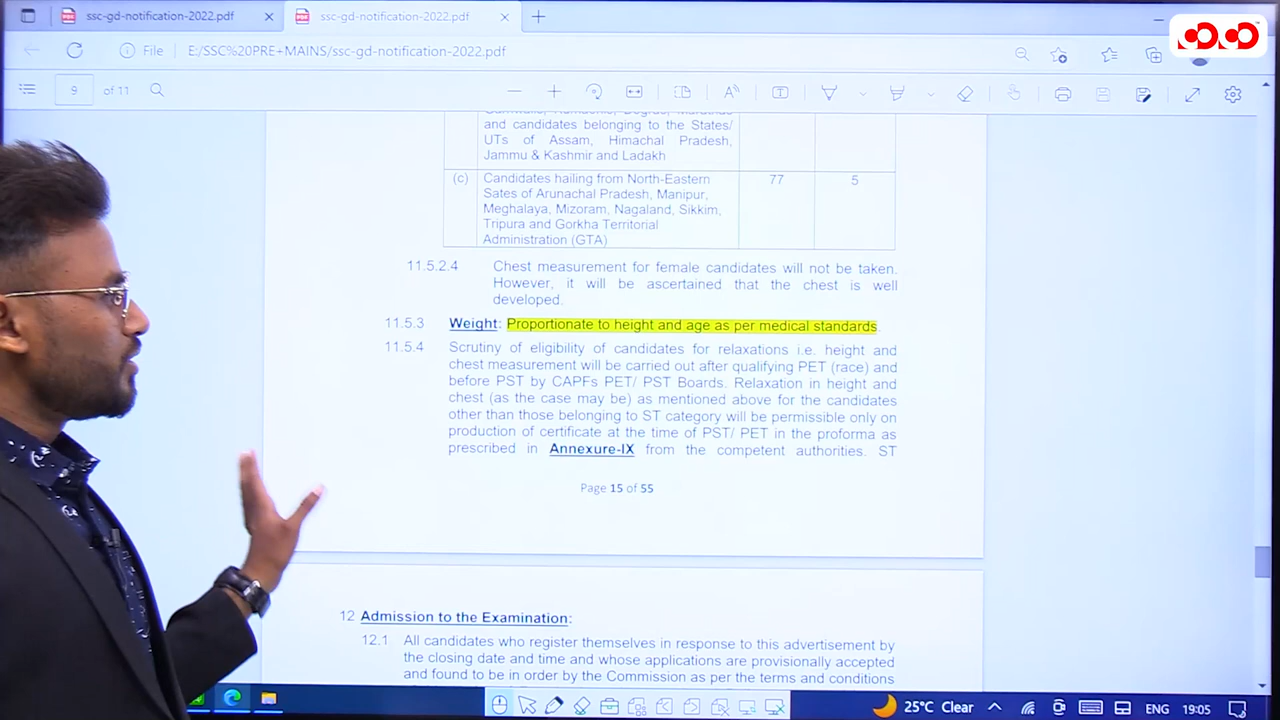 ssc-gd-notification-2022.pdf
ssc-gd-notification-2022.pdf
File E:/SSC%20PRE+MAINS/ssc-gd-notification-2022.pdf
9 of 11
and candidates belonging to the States/
UTs of Assam, Himachal Pradesh,
Jammu & Kashmir and Ladakh
(c) Candidates hailing from North-Eastern 77 5
Sates of Arunachal Pradesh, Manipur,
Meghalaya, Mizoram, Nagaland, Sikkim,
Tripura and Gorkha Territorial
Administration (GTA)
11.5.2.4 Chest measurement for female candidates will not be taken.
However, it will be ascertained that the chest is well
developed.
11.5.3 Weight: Proportionate to height and age as per medical standards
11.5.4 Scrutiny of eligibility of candidates for relaxations i.e. height and
chest measurement will be carried out after qualifying PET (race) and
before PST by CAPFs PET/ PST Boards. Relaxation in height and
chest (as the case may be) as mentioned above for the candidates
other than those belonging to ST category will be permissible only on
production of certificate at the time of PST/ PET in the proforma as
prescribed in Annexure-IX from the competent authorities. ST
Page 15 of 55
12 Admission to the Examination:
12.1 All candidates who register themselves in response to this advertisement by
the closing date and time and whose applications are provisionally accepted
and found to be in order by the Commission as per the terms and conditions
25°C Clear ENG 19:05